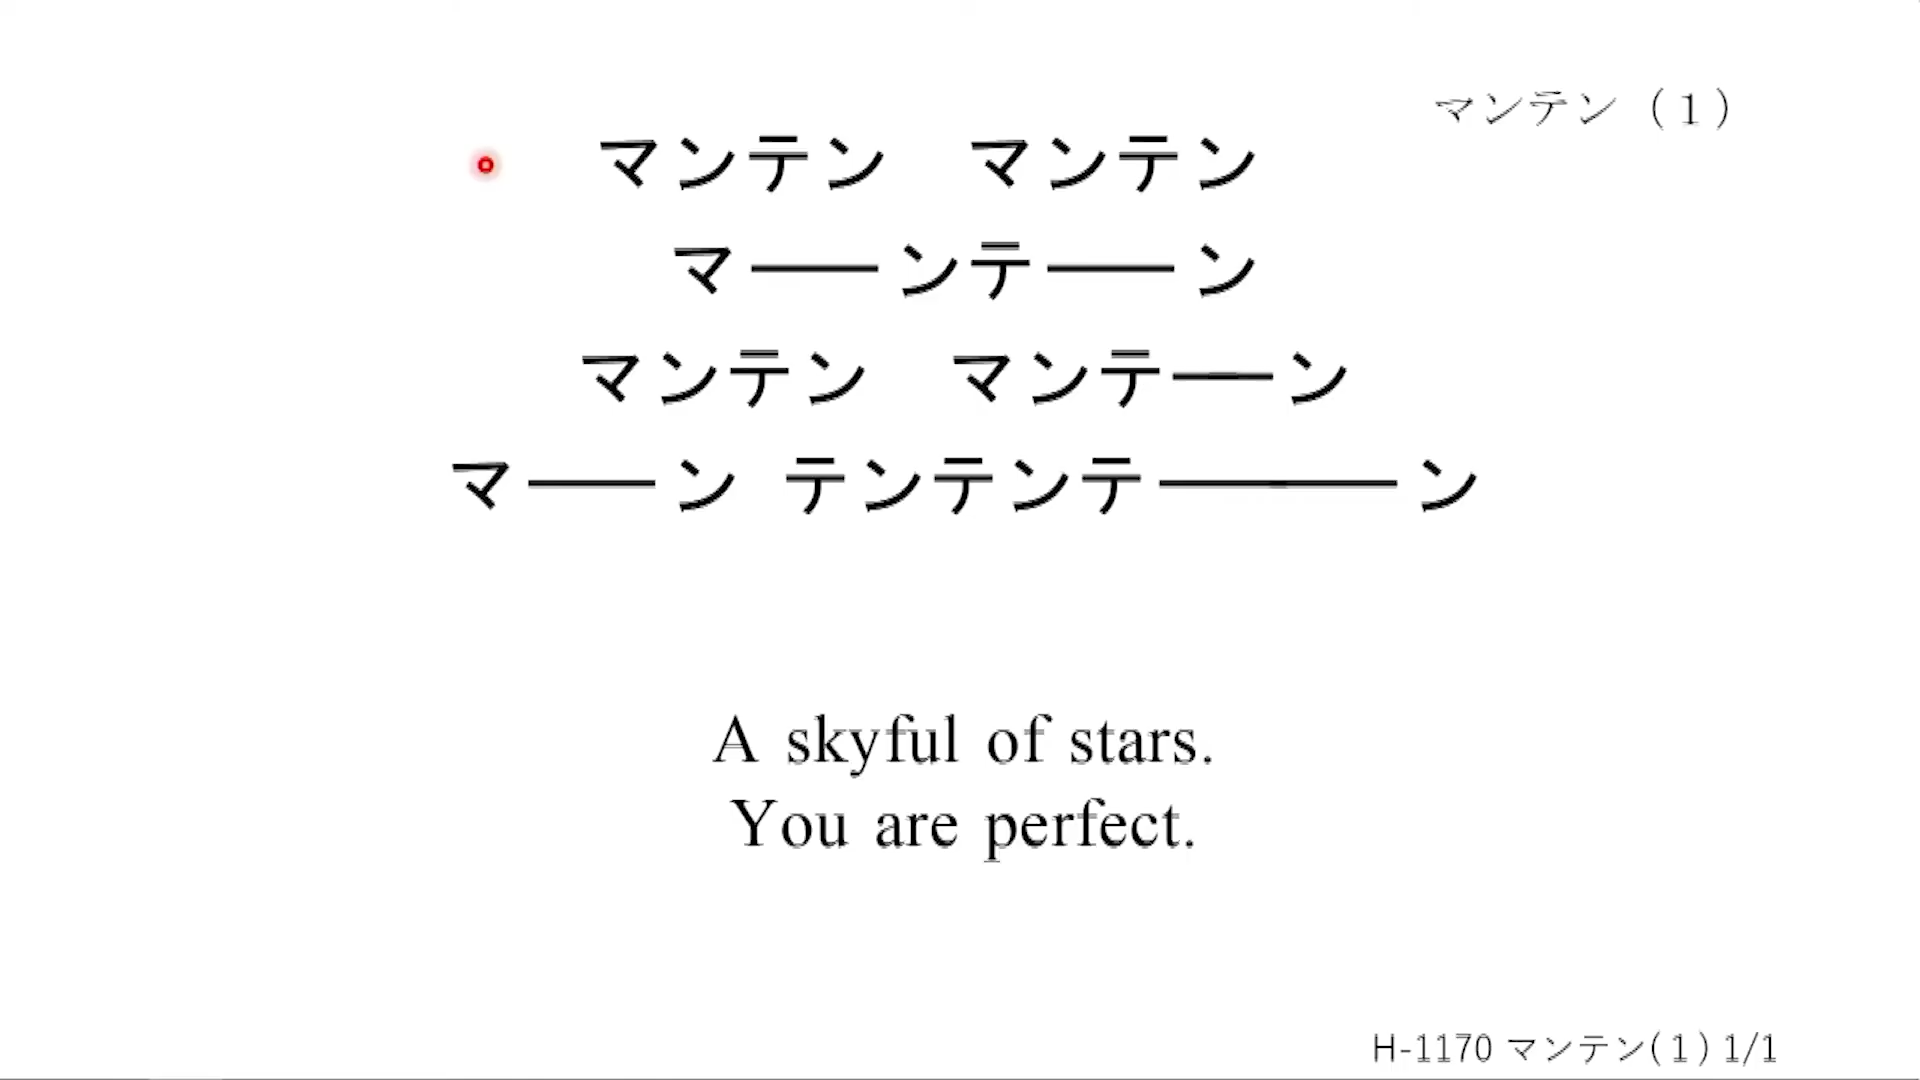 マンテン（1）
マンテン　マンテン
マ――ンテ――ン
マンテン　マンテ――ン
マ――ン テンテンテ―――ン
A skyful of stars.
You are perfect.
H-1170 マンテン(1) 1/1